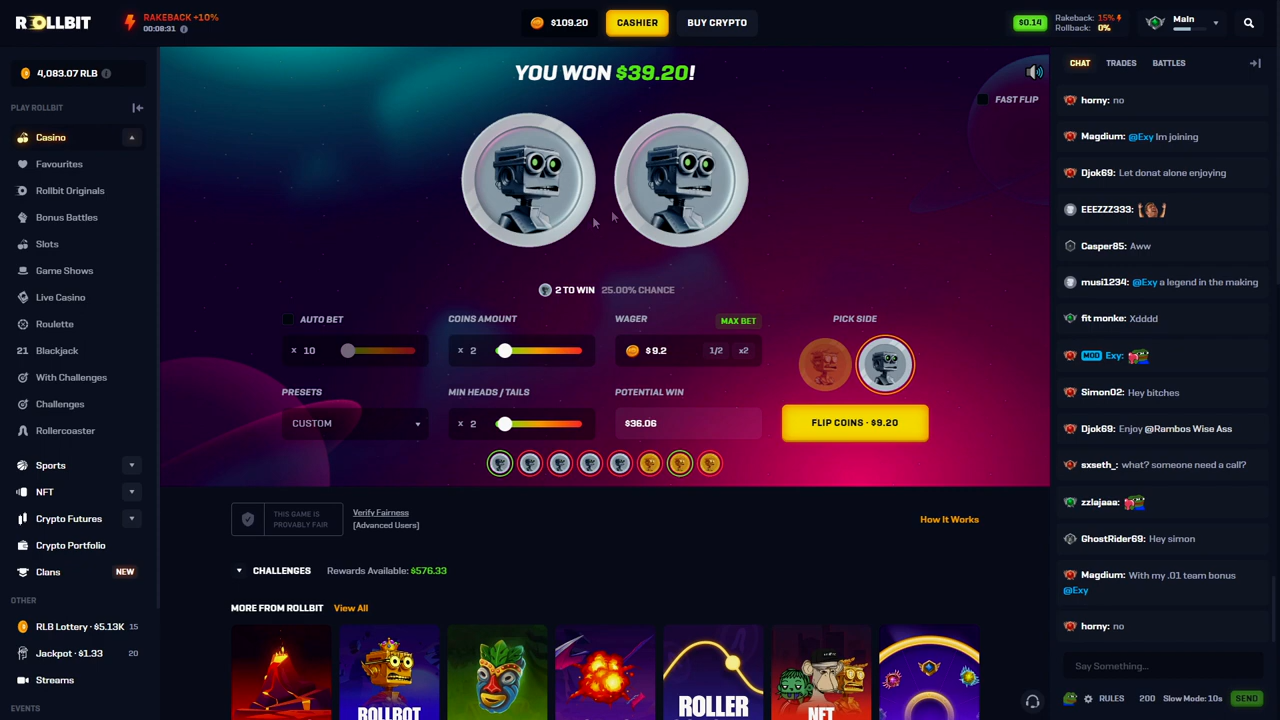 ROLLBIT
RAKEBACK +10%
00:08:31
$109.20
CASHIER
BUY CRYPTO
$0.14
Rakeback: 15%
Rollback: 0%
Main
4,083.07 RLB
PLAY ROLLBIT
Casino
Favourites
Rollbit Originals
Bonus Battles
Slots
Game Shows
Live Casino
Roulette
21 Blackjack
With Challenges
Challenges
Rollercoaster
Sports
NFT
Crypto Futures
Crypto Portfolio
Clans NEW
OTHER
RLB Lottery · $5.13K 15
Jackpot · $1.33 20
Streams
EVENTS
YOU WON $39.20!
FAST FLIP
2 TO WIN 25.00% CHANCE
AUTO BET
x 10
COINS AMOUNT
x 2
WAGER MAX BET
$9.2 1/2 x2
PICK SIDE
PRESETS
CUSTOM
MIN HEADS / TAILS
x 2
POTENTIAL WIN
$36.06
FLIP COINS · $9.20
THIS GAME IS
PROVABLY FAIR
Verify Fairness
[Advanced Users]
How It Works
CHALLENGES Rewards Available: $576.33
MORE FROM ROLLBIT View All
ROLLBOT
ROLLER
NFT
CHAT TRADES BATTLES
horny: no
Magdium: @Exy Im joining
Djok69: Let donat alone enjoying
EEEZZZ333:
Casper85: Aww
musi1234: @Exy a legend in the making
fit monke: Xdddd
MOD Exy:
Simon02: Hey bitches
Djok69: Enjoy @Rambos Wise Ass
sxseth_: what? someone need a call?
zzlajaaa:
GhostRider69: Hey simon
Magdium: With my .01 team bonus
@Exy
horny: no
Say Something...
RULES 200 Slow Mode: 10s SEND